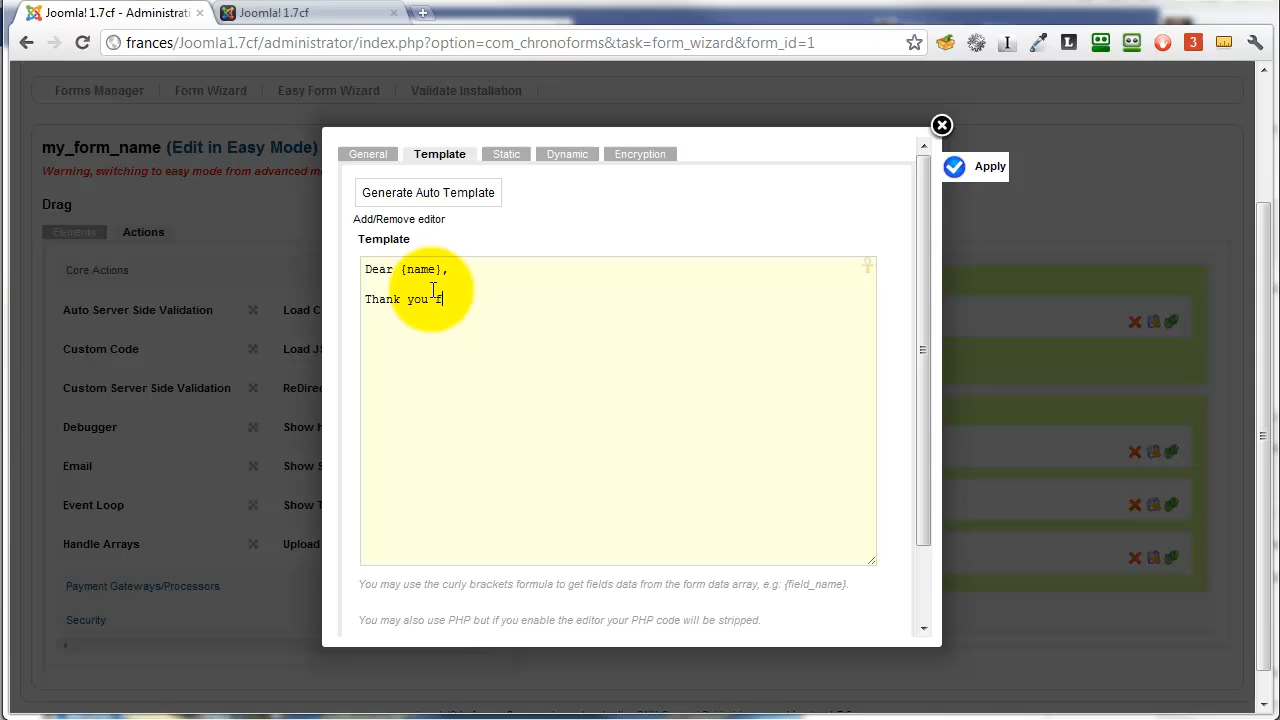 Joomla! 1.7cf - Administrati
Joomla! 1.7cf
frances/Joomla1.7cf/administrator/index.php?option=com_chronoforms&task=form_wizard&form_id=1
L
3
Forms Manager
Form Wizard
Easy Form Wizard
Validate Installation
my_form_name (Edit in Easy Mode)
Warning, switching to easy mode from advanced m
Drag
Elements
Actions
Core Actions
Auto Server Side Validation
Load C
Custom Code
Load JS
Custom Server Side Validation
ReDirec
Debugger
Show h
Email
Show S
Event Loop
Show T
Handle Arrays
Upload
Payment Gateways/Processors
Security
General
Template
Static
Dynamic
Encryption
Apply
Generate Auto Template
Add/Remove editor
Template
Dear {name},
Thank you f
You may use the curly brackets formula to get fields data from the form data array, e.g: {field_name}.
You may also use PHP but if you enable the editor your PHP code will be stripped.